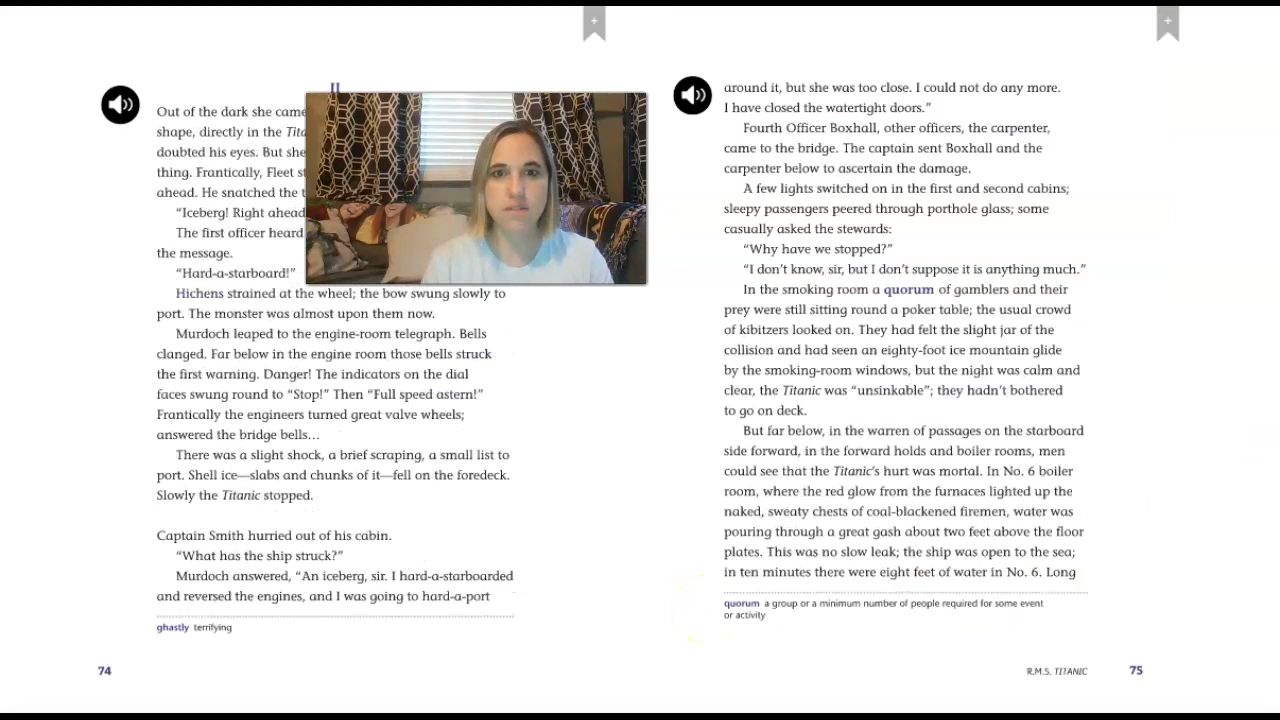 II
Out of the dark she came
shape, directly in the Tita
doubted his eyes. But she
thing. Frantically, Fleet st
ahead. He snatched the t
“Iceberg! Right ahead
The first officer heard
the message.
“Hard-a-starboard!”
Hichens strained at the wheel; the bow swung slowly to
port. The monster was almost upon them now.
Murdoch leaped to the engine-room telegraph. Bells
clanged. Far below in the engine room those bells struck
the first warning. Danger! The indicators on the dial
faces swung round to “Stop!” Then “Full speed astern!”
Frantically the engineers turned great valve wheels;
answered the bridge bells…
There was a slight shock, a brief scraping, a small list to
port. Shell ice—slabs and chunks of it—fell on the foredeck.
Slowly the Titanic stopped.
Captain Smith hurried out of his cabin.
“What has the ship struck?”
Murdoch answered, “An iceberg, sir. I hard-a-starboarded
and reversed the engines, and I was going to hard-a-port
ghastly terrifying
74
around it, but she was too close. I could not do any more.
I have closed the watertight doors.”
Fourth Officer Boxhall, other officers, the carpenter,
came to the bridge. The captain sent Boxhall and the
carpenter below to ascertain the damage.
A few lights switched on in the first and second cabins;
sleepy passengers peered through porthole glass; some
casually asked the stewards:
“Why have we stopped?”
“I don’t know, sir, but I don’t suppose it is anything much.”
In the smoking room a quorum of gamblers and their
prey were still sitting round a poker table; the usual crowd
of kibitzers looked on. They had felt the slight jar of the
collision and had seen an eighty-foot ice mountain glide
by the smoking-room windows, but the night was calm and
clear, the Titanic was “unsinkable”; they hadn’t bothered
to go on deck.
But far below, in the warren of passages on the starboard
side forward, in the forward holds and boiler rooms, men
could see that the Titanic’s hurt was mortal. In No. 6 boiler
room, where the red glow from the furnaces lighted up the
naked, sweaty chests of coal-blackened firemen, water was
pouring through a great gash about two feet above the floor
plates. This was no slow leak; the ship was open to the sea;
in ten minutes there were eight feet of water in No. 6. Long
quorum a group or a minimum number of people required for some event
or activity
R.M.S. TITANIC 75